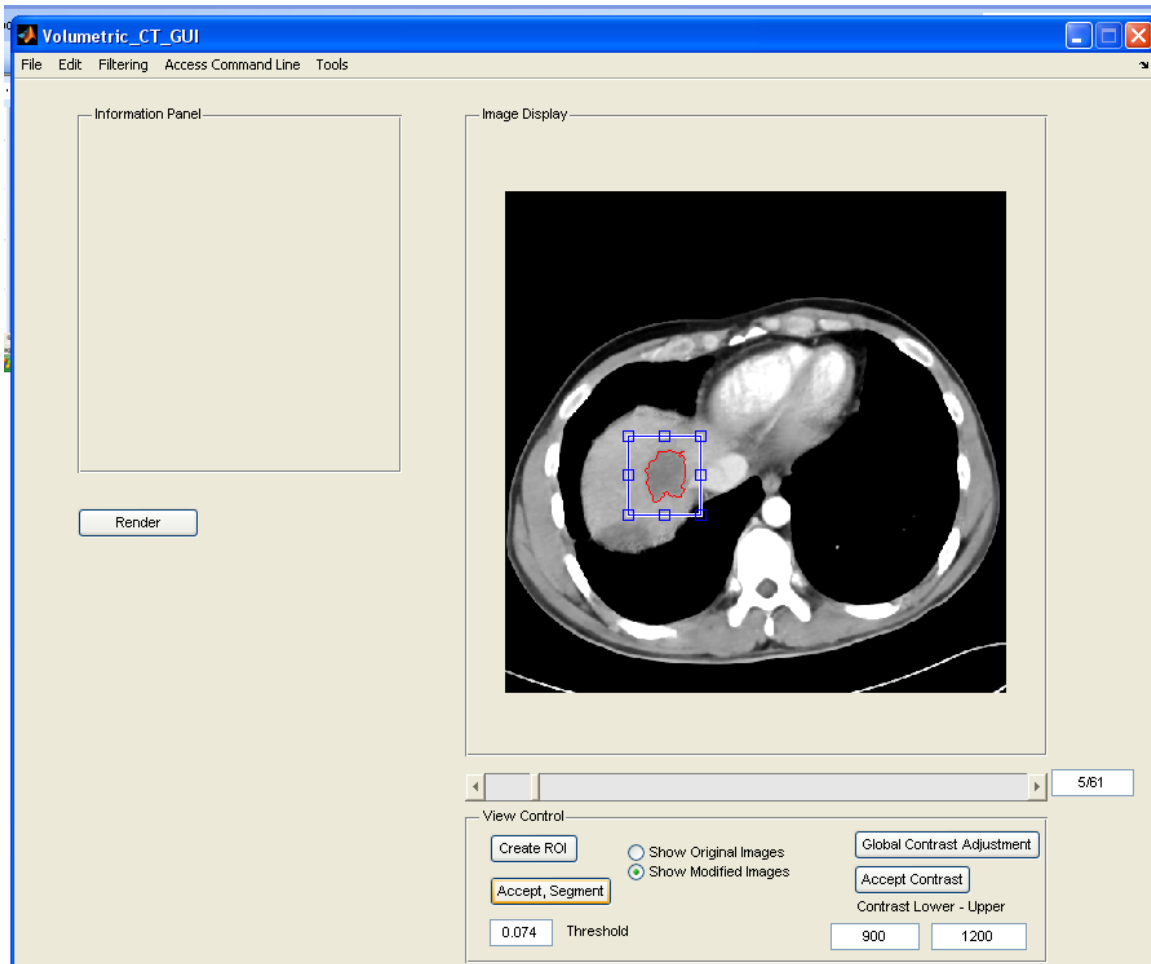 Volumetric_CT_GUI
File Edit Filtering Access Command Line Tools
Information Panel
Image Display
Render
5/61
View Control
Create ROI
Show Original Images
Show Modified Images
Global Contrast Adjustment
Accept, Segment
Accept Contrast
Contrast Lower - Upper
0.074 Threshold
900 1200